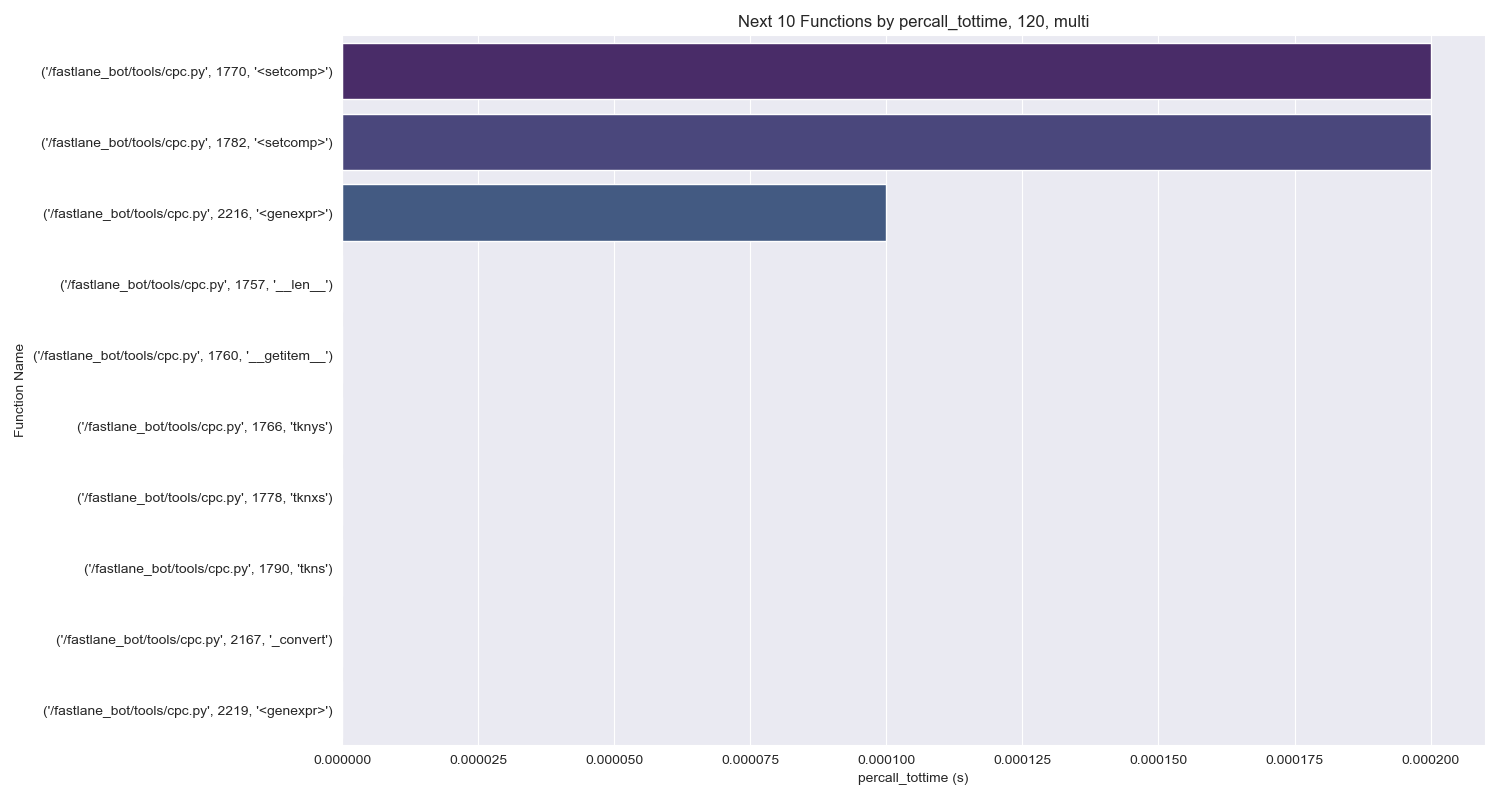 Next 10 Functions by percall_tottime, 120, multi
('/fastlane_bot/tools/cpc.py', 1770, '<setcomp>')
('/fastlane_bot/tools/cpc.py', 1782, '<setcomp>')
('/fastlane_bot/tools/cpc.py', 2216, '<genexpr>')
('/fastlane_bot/tools/cpc.py', 1757, '__len__')
('/fastlane_bot/tools/cpc.py', 1760, '__getitem__')
('/fastlane_bot/tools/cpc.py', 1766, 'tknys')
('/fastlane_bot/tools/cpc.py', 1778, 'tknxs')
('/fastlane_bot/tools/cpc.py', 1790, 'tkns')
('/fastlane_bot/tools/cpc.py', 2167, '_convert')
('/fastlane_bot/tools/cpc.py', 2219, '<genexpr>')
Function Name
0.000000 0.000025 0.000050 0.000075 0.000100 0.000125 0.000150 0.000175 0.000200
percall_tottime (s)